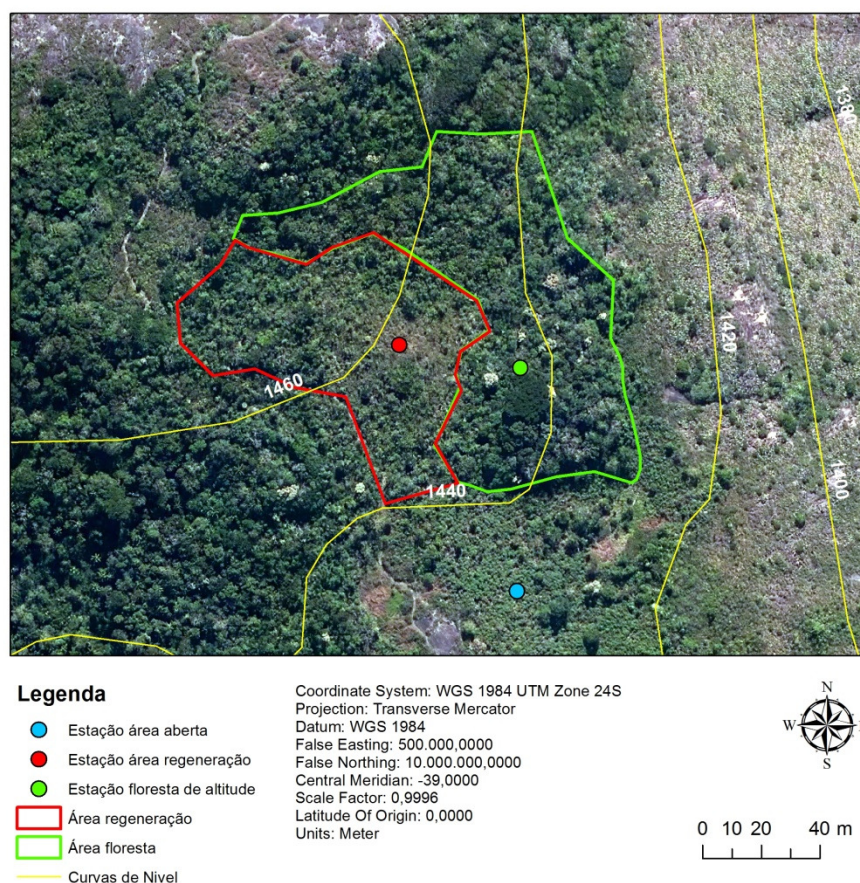 1380
1460
1420
1400
1440
Legenda
Estação área aberta
Estação área regeneração
Estação floresta de altitude
Área regeneração
Área floresta
Curvas de Nivel
Coordinate System: WGS 1984 UTM Zone 24S
Projection: Transverse Mercator
Datum: WGS 1984
False Easting: 500.000,0000
False Northing: 10.000.000,0000
Central Meridian: -39,0000
Scale Factor: 0,9996
Latitude Of Origin: 0,0000
Units: Meter
N
W E
S
0 10 20 40 m